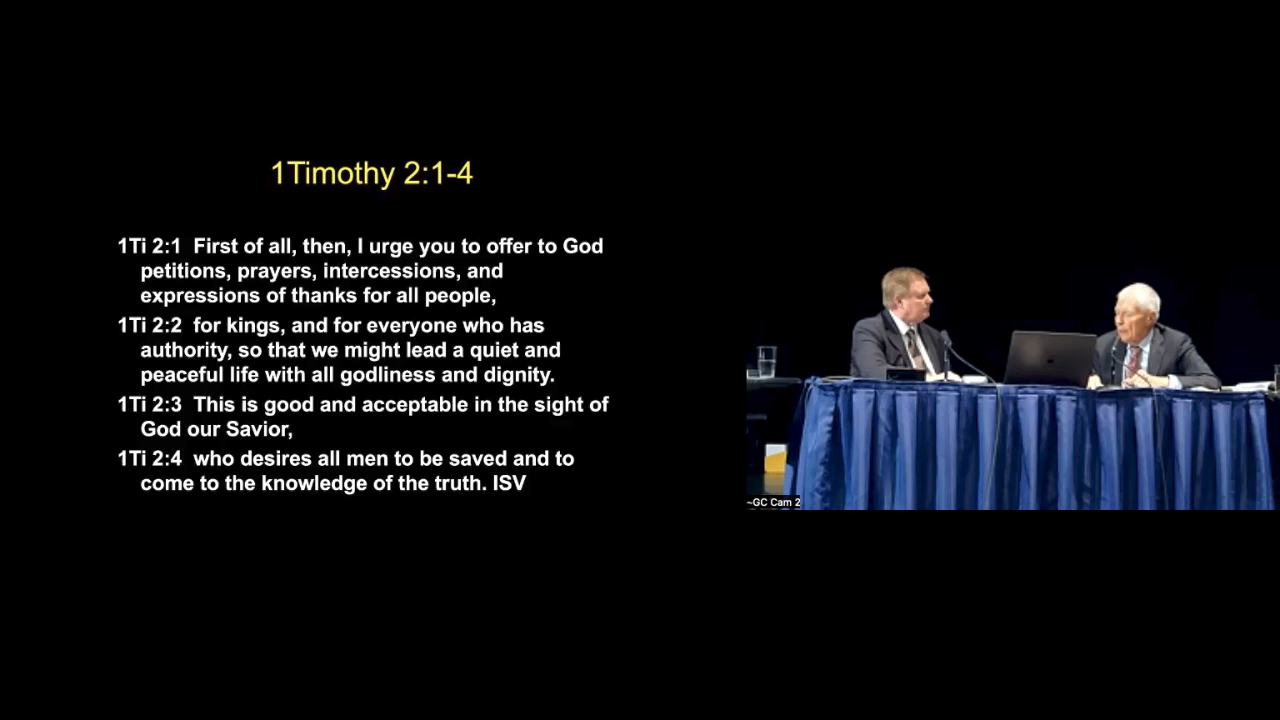 1Timothy 2:1-4
1Ti 2:1 First of all, then, I urge you to offer to God
petitions, prayers, intercessions, and
expressions of thanks for all people,
1Ti 2:2 for kings, and for everyone who has
authority, so that we might lead a quiet and
peaceful life with all godliness and dignity.
1Ti 2:3 This is good and acceptable in the sight of
God our Savior,
1Ti 2:4 who desires all men to be saved and to
come to the knowledge of the truth. ISV
~GC Cam 2